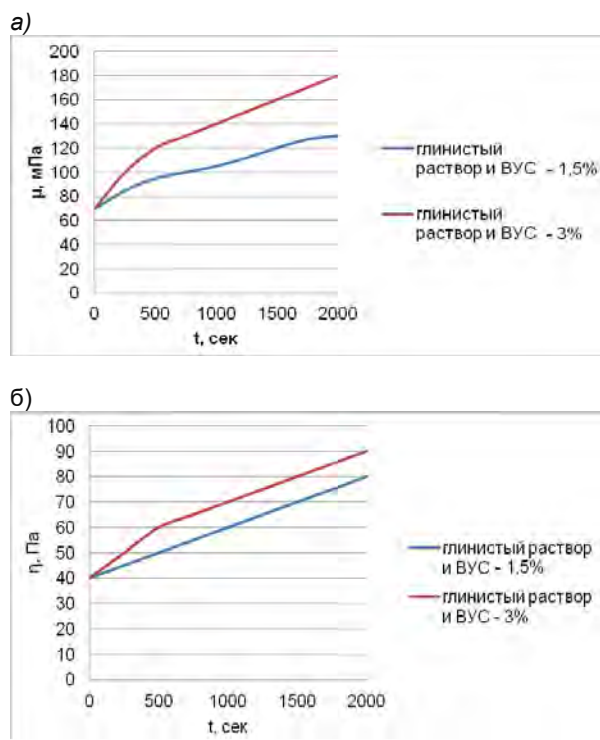 а)
200
180
160
140
120
100
80
60
40
20
0
μ, мПа
0 500 1000 1500 2000
t, сек
глинистый
раствор и ВУС - 1,5%
глинистый
раствор и ВУС - 3%
б)
100
90
80
70
60
50
40
30
20
10
0
η, Па
0 500 1000 1500 2000
t, сек
глинистый раствор
и ВУС - 1,5%
глинистый раствор
и ВУС - 3%